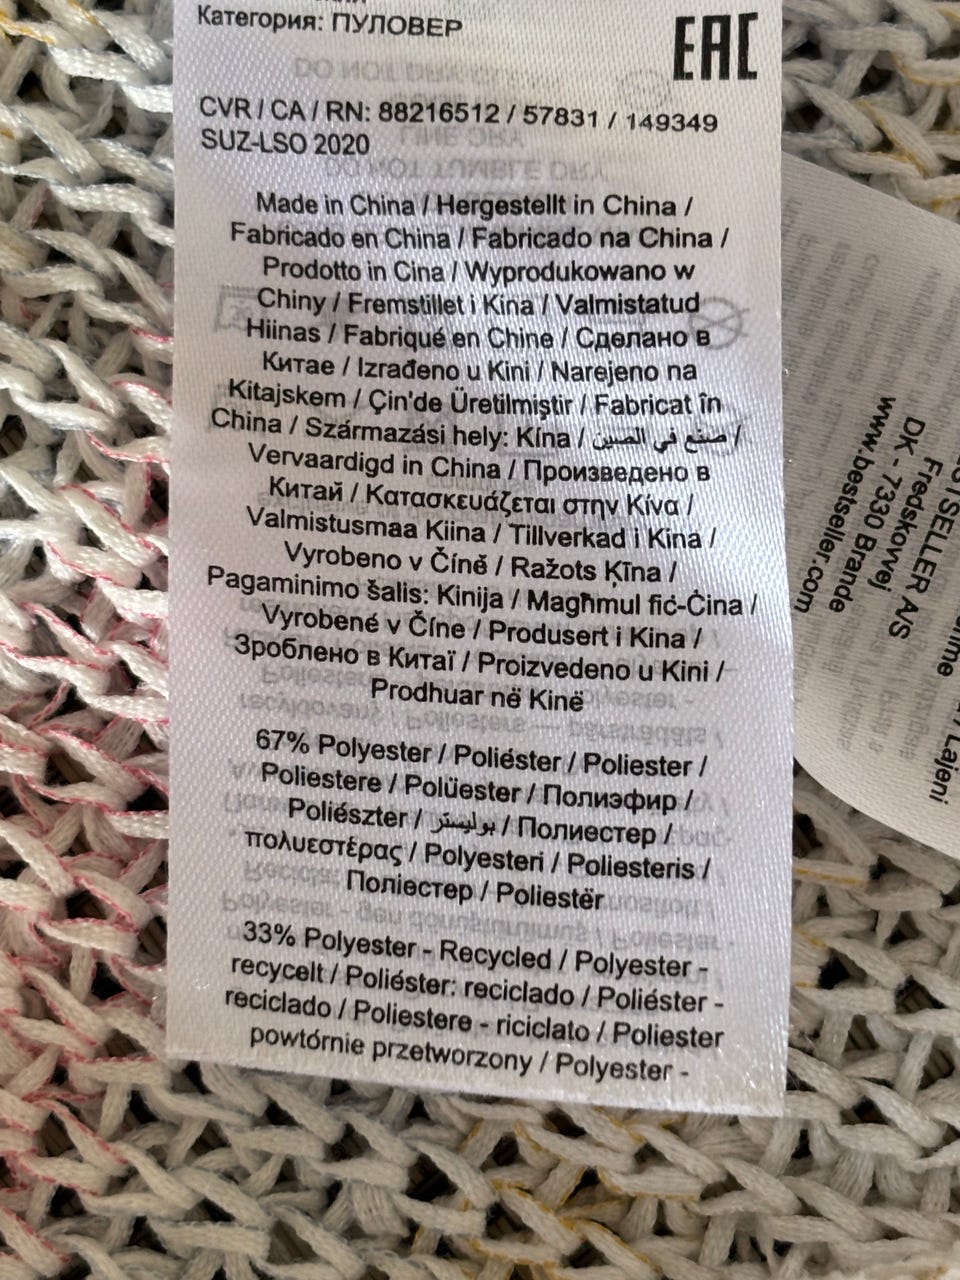 Категория: ПУЛОВЕР
EAC
CVR / CA / RN: 88216512 / 57831 / 149349
SUZ-LSO 2020
Made in China / Hergestellt in China /
Fabricado en China / Fabricado na China /
Prodotto in Cina / Wyprodukowano w
Chiny / Fremstillet i Kina / Valmistatud
Hiinas / Fabriqué en Chine / Сделано в
Китае / Izrađeno u Kini / Narejeno na
Kitajskem / Çin'de Üretilmiştir / Fabricat în
China / Származási hely: Kína / صنع في الصين /
Vervaardigd in China / Произведено в
Китай / Κατασκευάζεται στην Κίνα /
Valmistusmaa Kiina / Tillverkad i Kina /
Vyrobeno v Číně / Ražots Ķīna /
Pagaminimo šalis: Kinija / Magħmul fiċ-Ċina /
Vyrobené v Číne / Produsert i Kina /
Зроблено в Китаї / Proizvedeno u Kini /
Prodhuar në Kinë
67% Polyester / Poliéster / Poliester /
Poliestere / Polüester / Полиэфир /
Poliészter / بوليستر / Полиестер /
πολυεστέρας / Polyesteri / Poliesteris /
Поліестер / Poliestër
33% Polyester - Recycled / Polyester -
recycelt / Poliéster: reciclado / Poliéster -
reciclado / Poliestere - riciclato / Poliester
powtórnie przetworzony / Polyester -
BESTSELLER A/S
Fredskovvej
DK - 7330 Brande
www.bestseller.com